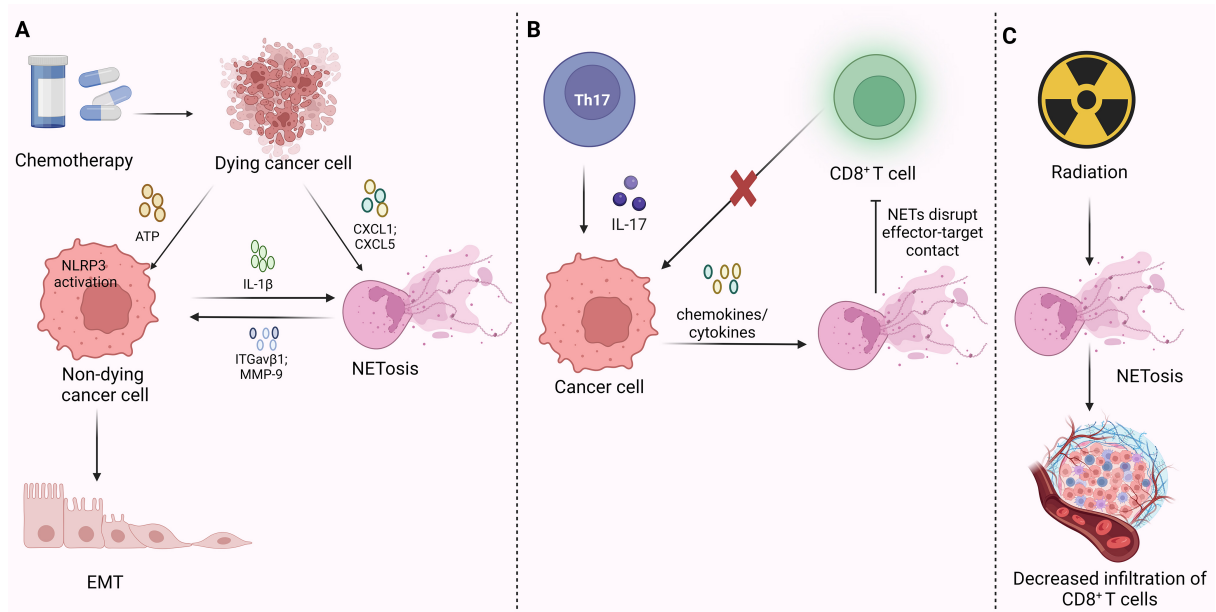 A
Chemotherapy
Dying cancer cell
ATP
CXCL1;
CXCL5
NLRP3
activation
IL-1β
ITGavβ1;
MMP-9
NETosis
Non-dying
cancer cell
EMT
B
Th17
IL-17
CD8⁺ T cell
NETs disrupt
effector-target
contact
chemokines/
cytokines
Cancer cell
C
Radiation
NETosis
Decreased infiltration of
CD8⁺ T cells